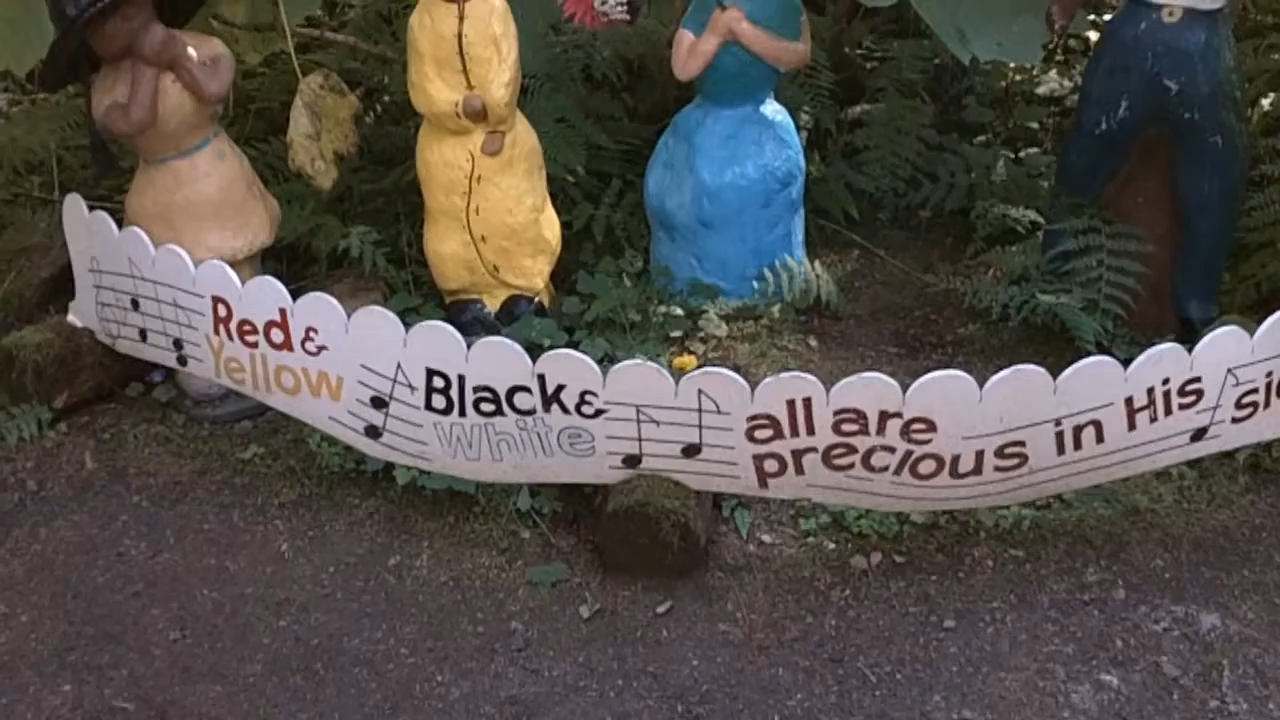 Red &
Yellow
Black &
White
all are
precious in His